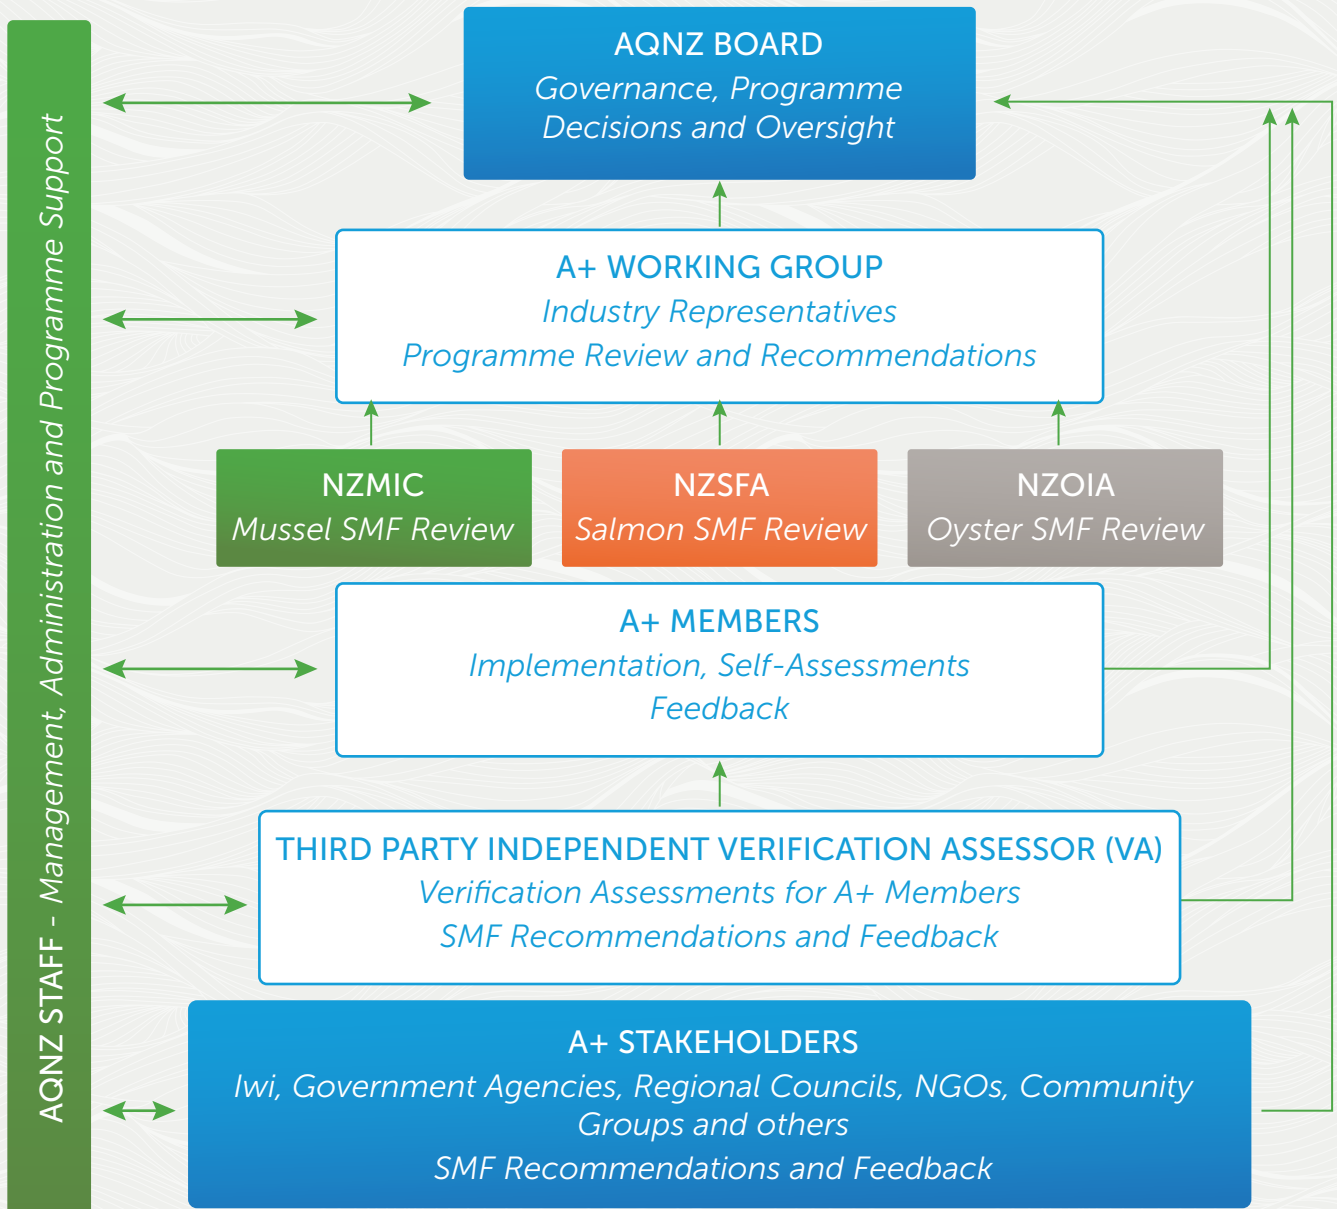 AQNZ STAFF - Management, Administration and Programme Support
AQNZ BOARD
Governance, Programme
Decisions and Oversight
A+ WORKING GROUP
Industry Representatives
Programme Review and Recommendations
NZMIC
Mussel SMF Review
NZSFA
Salmon SMF Review
NZOIA
Oyster SMF Review
A+ MEMBERS
Implementation, Self-Assessments
Feedback
THIRD PARTY INDEPENDENT VERIFICATION ASSESSOR (VA)
Verification Assessments for A+ Members
SMF Recommendations and Feedback
A+ STAKEHOLDERS
Iwi, Government Agencies, Regional Councils, NGOs, Community
Groups and others
SMF Recommendations and Feedback